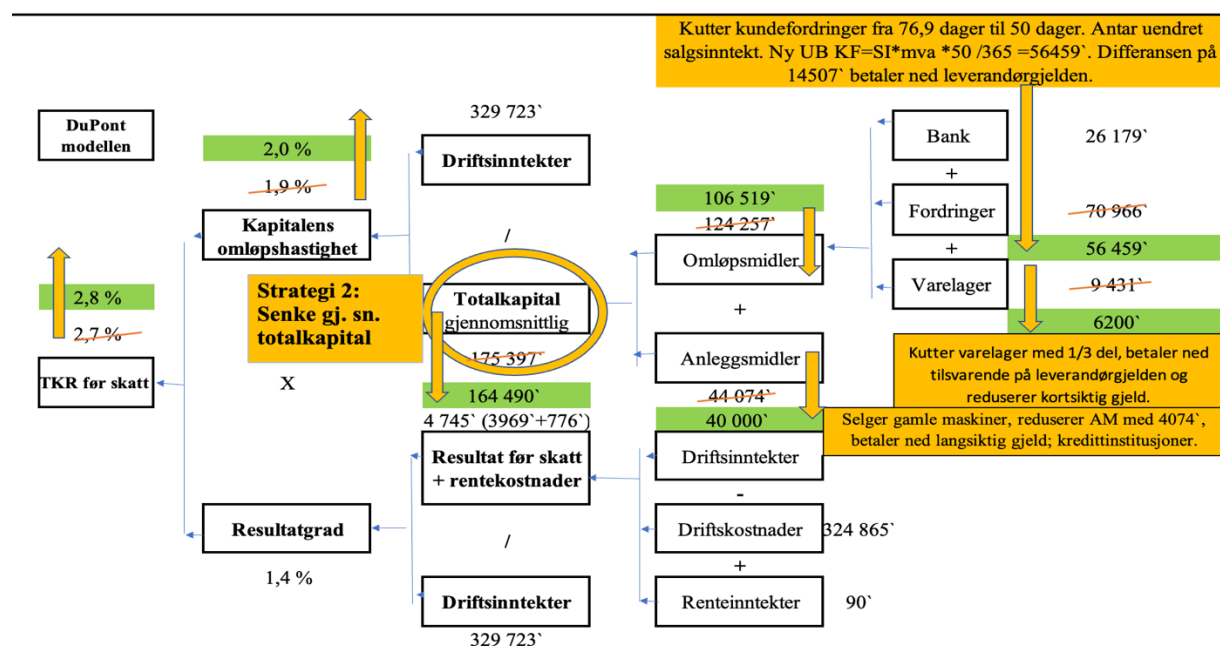 Kutter kundefordringer fra 76,9 dager til 50 dager. Antar uendret
salgsinntekt. Ny UB KF=SI*mva *50 /365 =56459`. Differansen på
14507` betaler ned leverandørgjelden.
DuPont
modellen
2,0 %
1,9 %
Kapitalens
omløpshastighet
2,8 %
2,7 %
TKR før skatt
X
Resultatgrad
1,4 %
329 723`
Driftsinntekter
/
Strategi 2:
Senke gj. sn.
totalkapital
Totalkapital
gjennomsnittlig
175 397`
164 490`
4 745` (3969`+776`)
Resultat før skatt
+ rentekostnader
/
Driftsinntekter
329 723`
106 519`
124 257`
Omløpsmidler
+
Anleggsmidler
44 074`
40 000`
Driftsinntekter
-
Driftskostnader
324 865`
+
Renteinntekter
90`
Bank
26 179`
+
Fordringer
70 966`
+
56 459`
Varelager
9 431`
6200`
Kutter varelager med 1/3 del, betaler ned
tilsvarende på leverandørgjelden og
reduserer kortsiktig gjeld.
Selger gamle maskiner, reduserer AM med 4074`,
betaler ned langsiktig gjeld; kredittinstitusjoner.